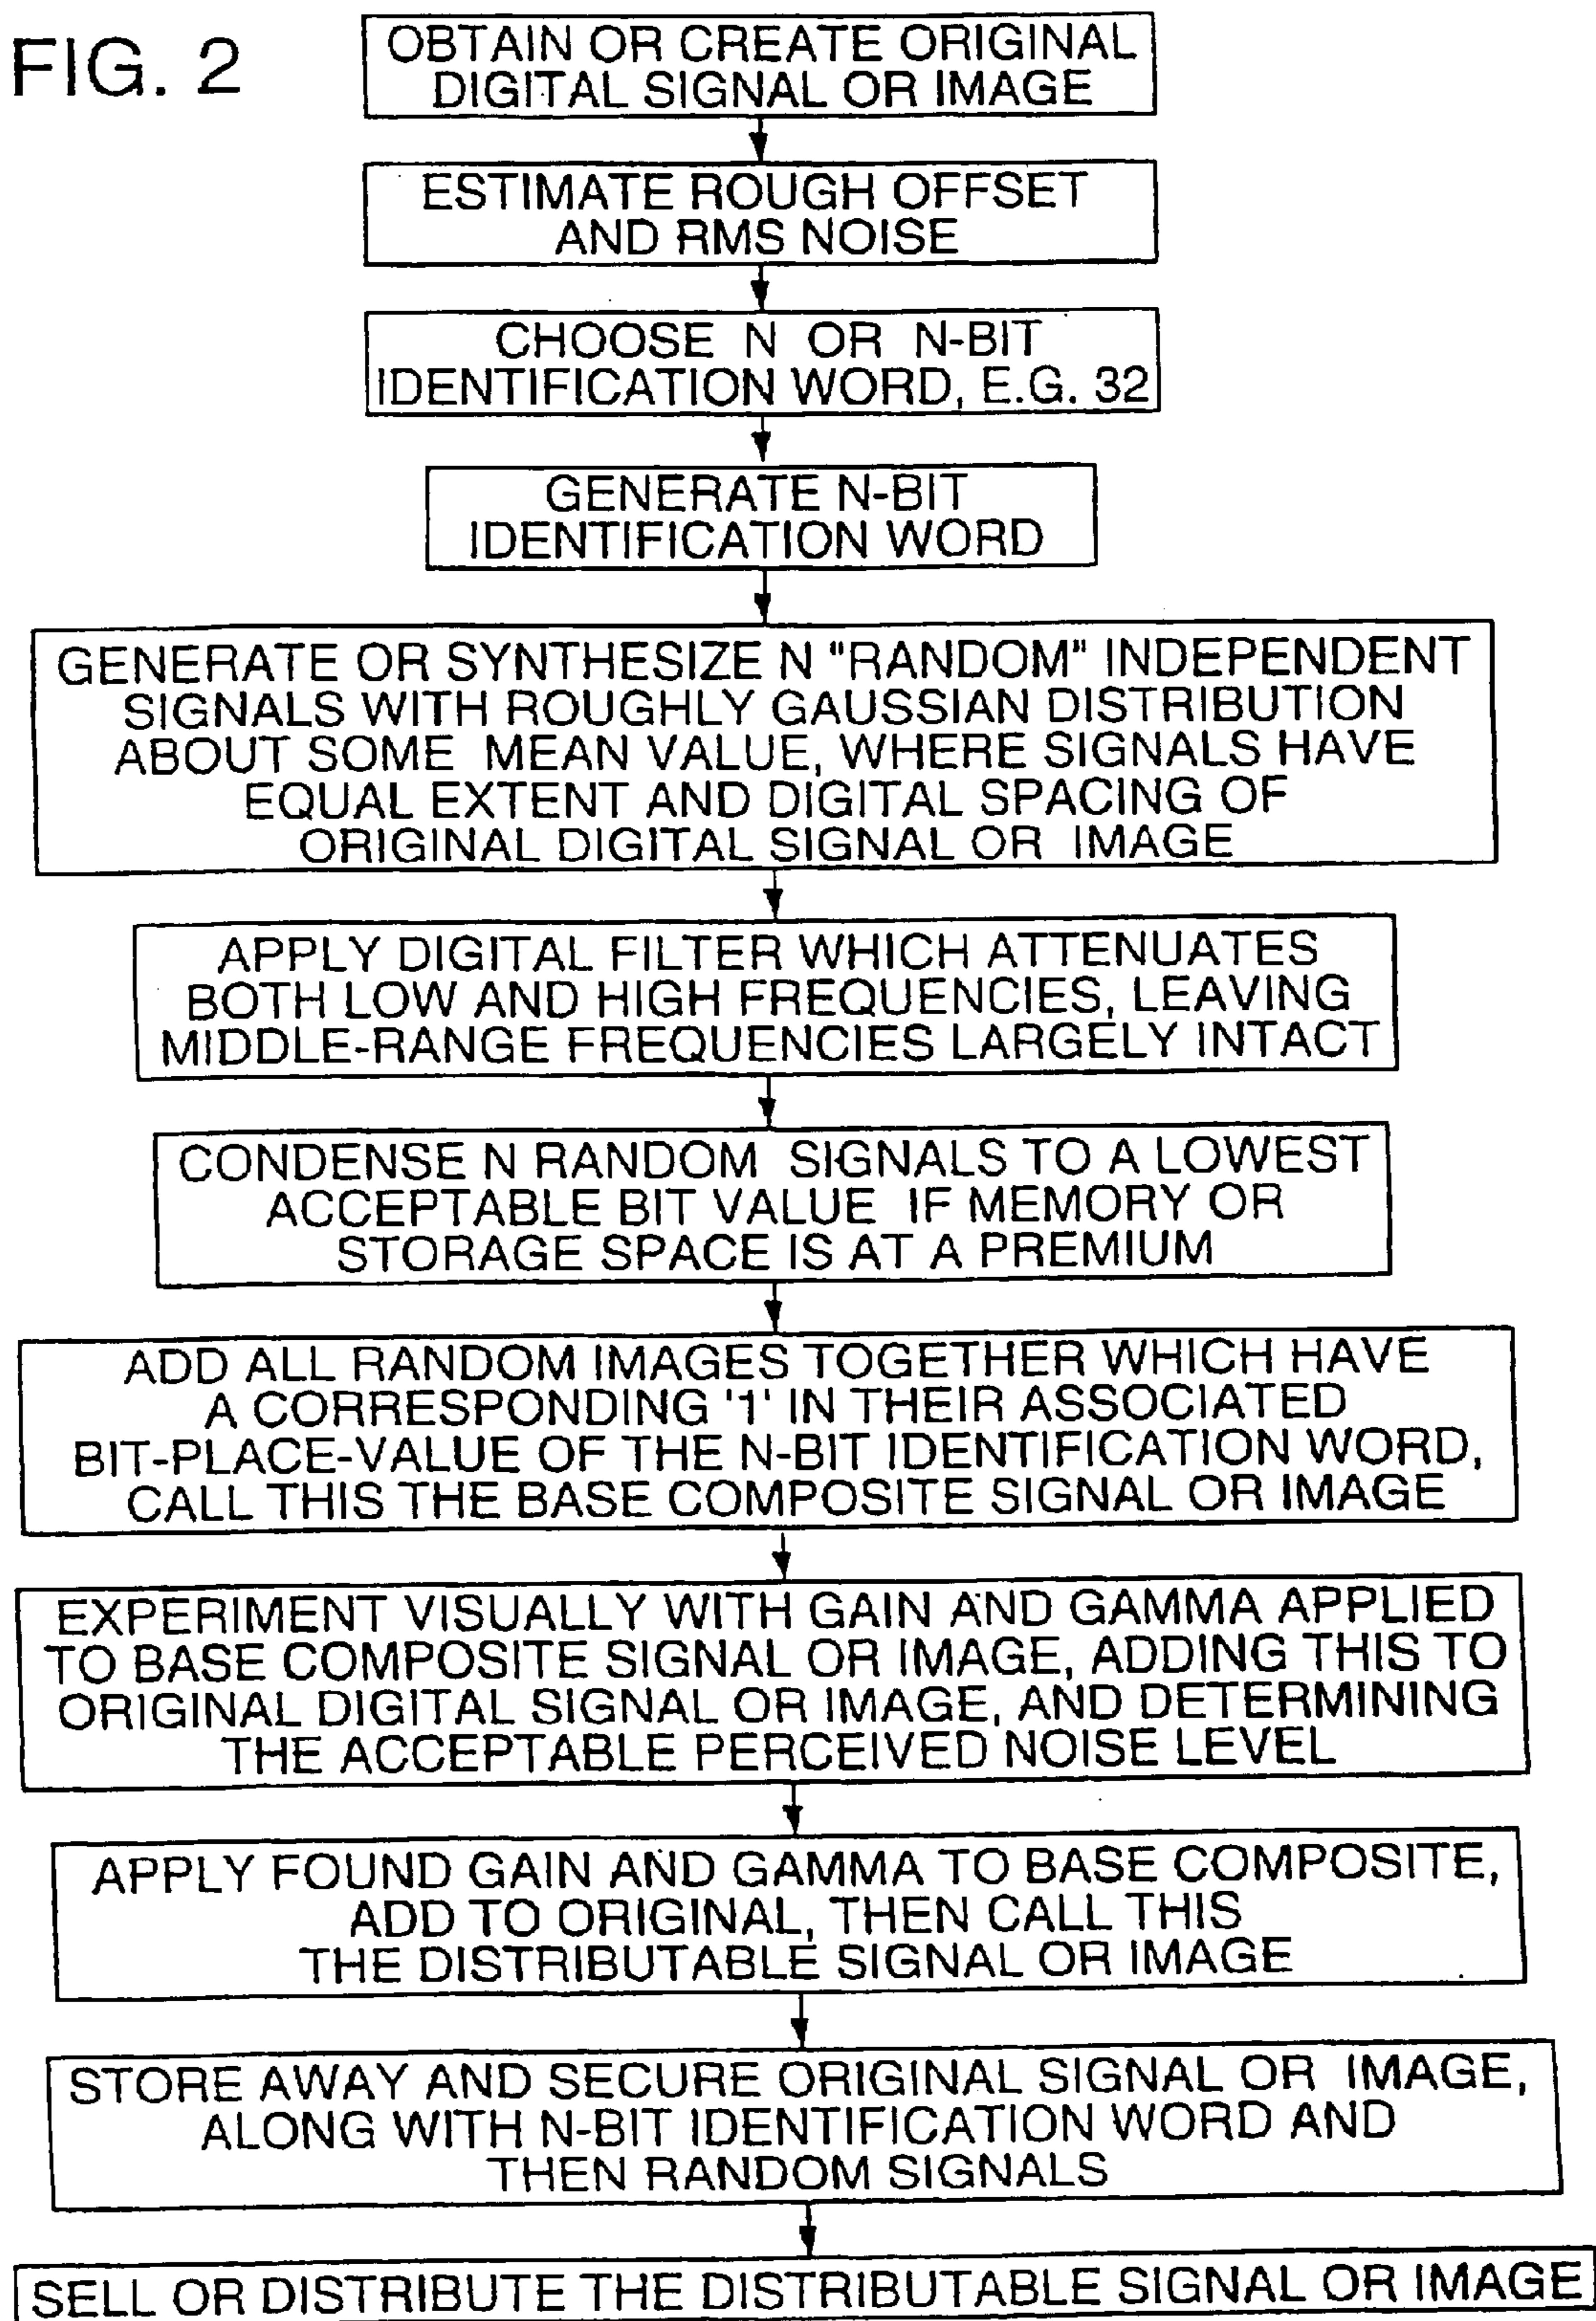 FIG. 2
OBTAIN OR CREATE ORIGINAL
DIGITAL SIGNAL OR IMAGE
ESTIMATE ROUGH OFFSET
AND RMS NOISE
CHOOSE N OR N-BIT
IDENTIFICATION WORD, E.G. 32
GENERATE N-BIT
IDENTIFICATION WORD
GENERATE OR SYNTHESIZE N "RANDOM" INDEPENDENT
SIGNALS WITH ROUGHLY GAUSSIAN DISTRIBUTION
ABOUT SOME MEAN VALUE, WHERE SIGNALS HAVE
EQUAL EXTENT AND DIGITAL SPACING OF
ORIGINAL DIGITAL SIGNAL OR IMAGE
APPLY DIGITAL FILTER WHICH ATTENUATES
BOTH LOW AND HIGH FREQUENCIES, LEAVING
MIDDLE-RANGE FREQUENCIES LARGELY INTACT
CONDENSE N RANDOM SIGNALS TO A LOWEST
ACCEPTABLE BIT VALUE IF MEMORY OR
STORAGE SPACE IS AT A PREMIUM
ADD ALL RANDOM IMAGES TOGETHER WHICH HAVE
A CORRESPONDING '1' IN THEIR ASSOCIATED
BIT-PLACE-VALUE OF THE N-BIT IDENTIFICATION WORD,
CALL THIS THE BASE COMPOSITE SIGNAL OR IMAGE
EXPERIMENT VISUALLY WITH GAIN AND GAMMA APPLIED
TO BASE COMPOSITE SIGNAL OR IMAGE, ADDING THIS TO
ORIGINAL DIGITAL SIGNAL OR IMAGE, AND DETERMINING
THE ACCEPTABLE PERCEIVED NOISE LEVEL
APPLY FOUND GAIN AND GAMMA TO BASE COMPOSITE,
ADD TO ORIGINAL, THEN CALL THIS
THE DISTRIBUTABLE SIGNAL OR IMAGE
STORE AWAY AND SECURE ORIGINAL SIGNAL OR IMAGE,
ALONG WITH N-BIT IDENTIFICATION WORD AND
THEN RANDOM SIGNALS
SELL OR DISTRIBUTE THE DISTRIBUTABLE SIGNAL OR IMAGE